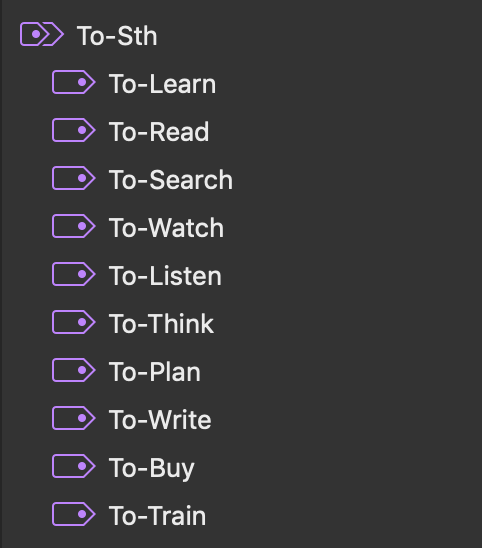 To-Sth
To-Learn
To-Read
To-Search
To-Watch
To-Listen
To-Think
To-Plan
To-Write
To-Buy
To-Train